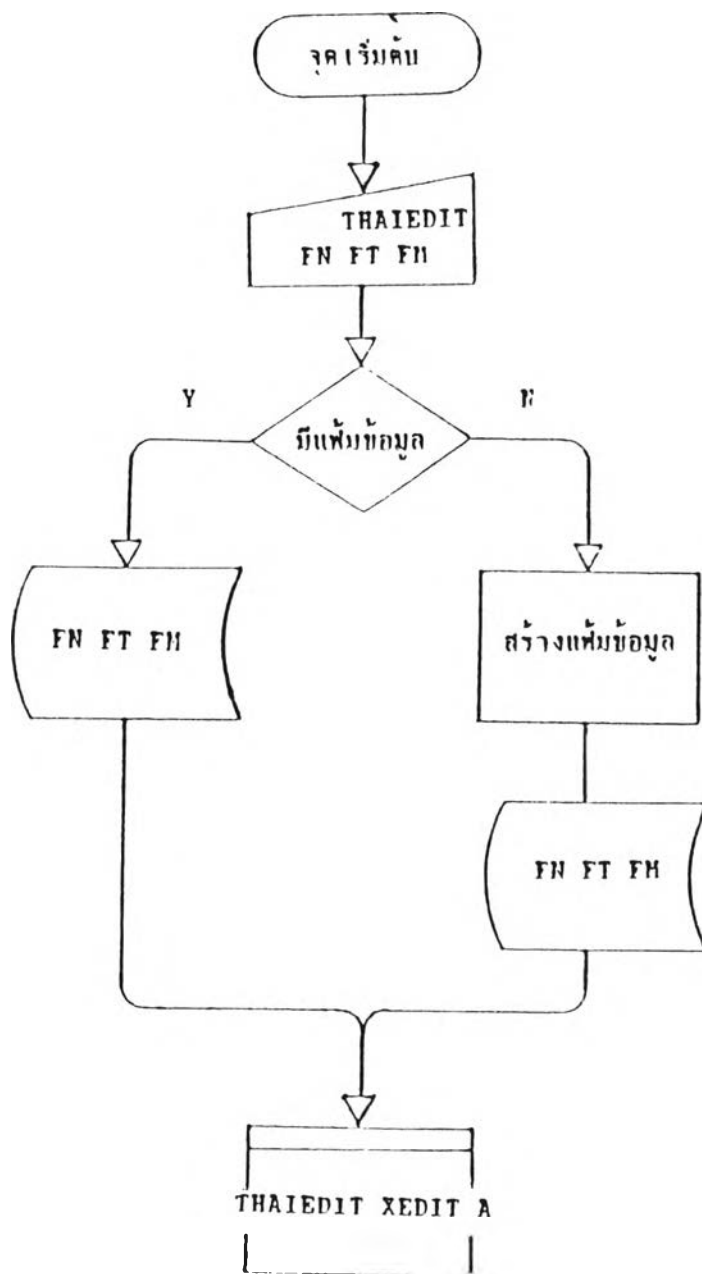 จุดเริ่มต้น
THAIEDIT
FN FT FM
Y
N
มีแฟ้มข้อมูล
FN FT FM
สร้างแฟ้มข้อมูล
FN FT FM
THAIEDIT XEDIT A